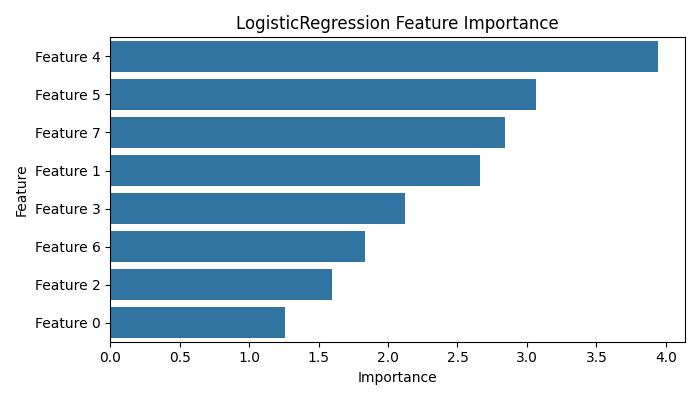 LogisticRegression Feature Importance
Feature 4
Feature 5
Feature 7
Feature 1
Feature 3
Feature 6
Feature 2
Feature 0
Feature
0.0 0.5 1.0 1.5 2.0 2.5 3.0 3.5 4.0
Importance